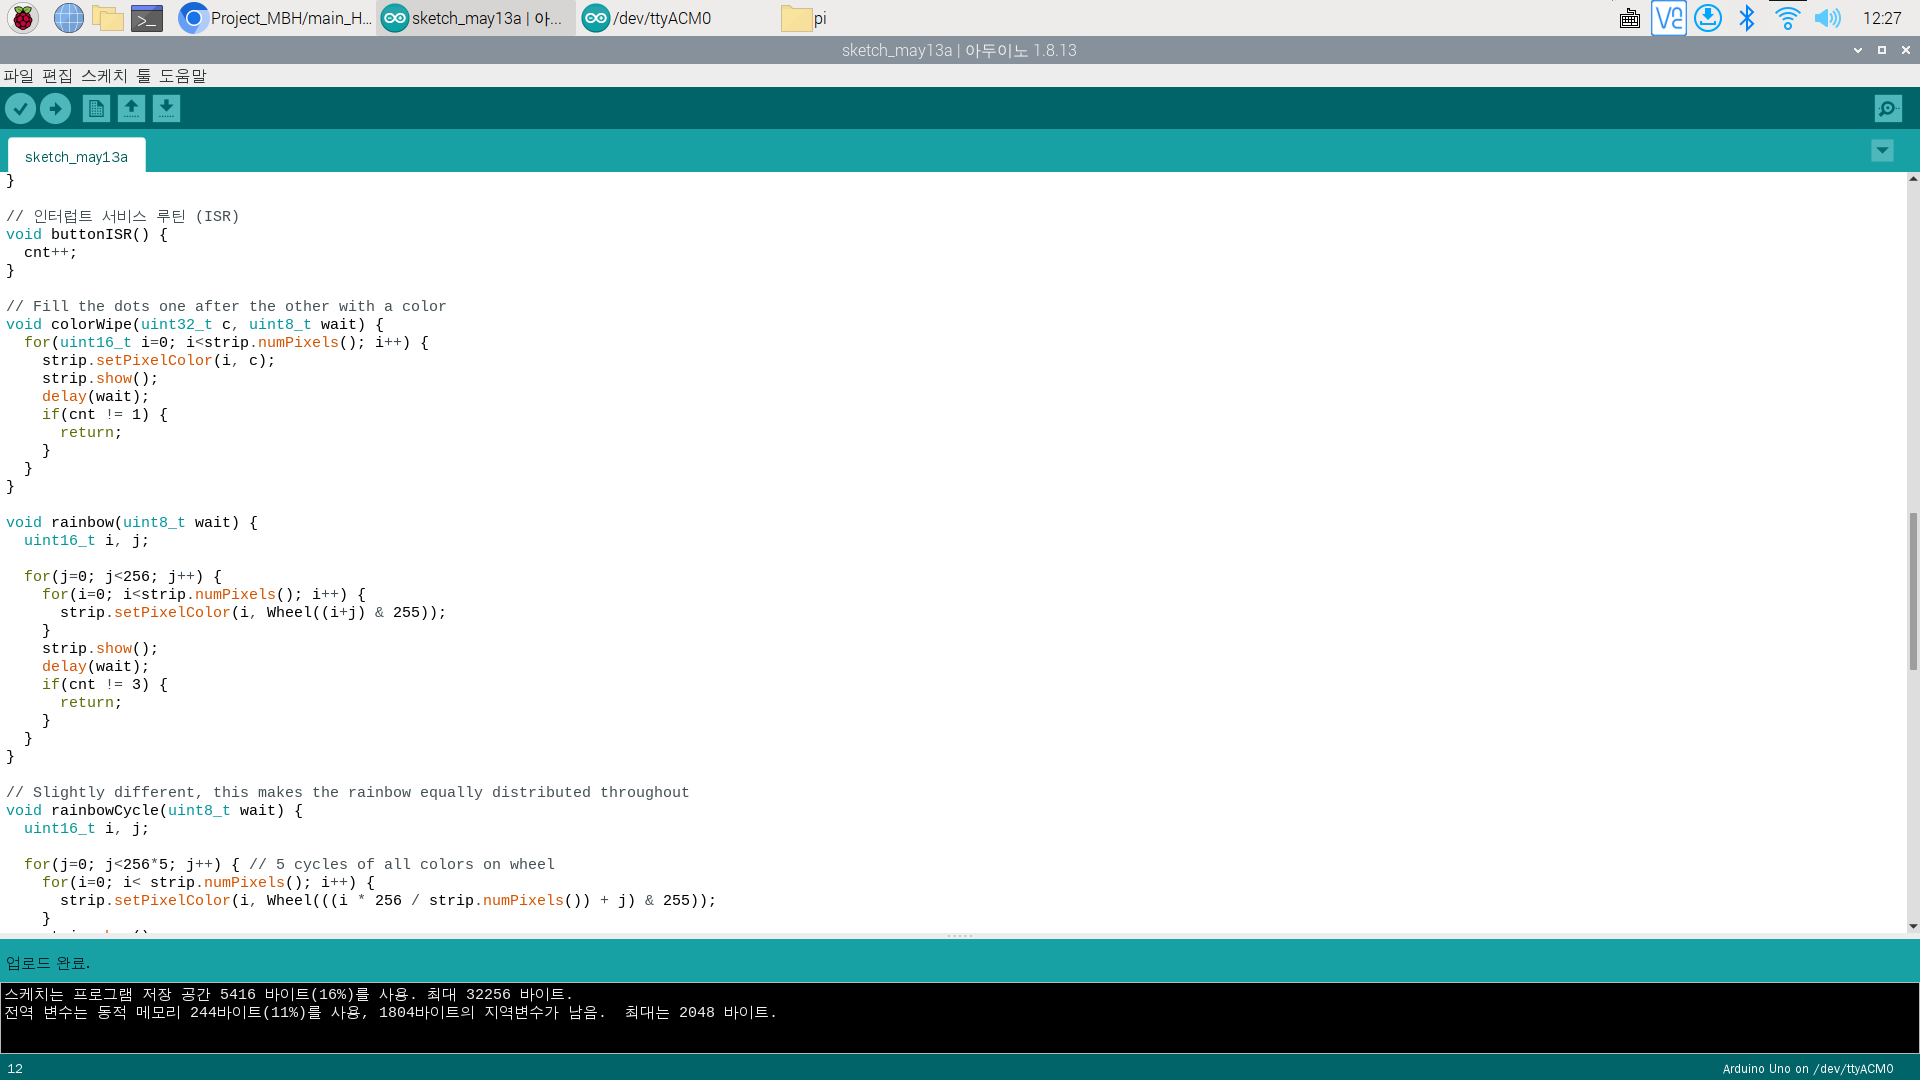 Project_MBH/main_H... sketch_may13a | 아... /dev/ttyACM0 pi 12:27
sketch_may13a | 아두이노 1.8.13
파일 편집 스케치 툴 도움말
sketch_may13a
}
// 인터럽트 서비스 루틴 (ISR)
void buttonISR() {
  cnt++;
}
// Fill the dots one after the other with a color
void colorWipe(uint32_t c, uint8_t wait) {
  for(uint16_t i=0; i<strip.numPixels(); i++) {
    strip.setPixelColor(i, c);
    strip.show();
    delay(wait);
    if(cnt != 1) {
      return;
    }
  }
}
void rainbow(uint8_t wait) {
  uint16_t i, j;
  for(j=0; j<256; j++) {
    for(i=0; i<strip.numPixels(); i++) {
      strip.setPixelColor(i, Wheel((i+j) & 255));
    }
    strip.show();
    delay(wait);
    if(cnt != 3) {
      return;
    }
  }
}
// Slightly different, this makes the rainbow equally distributed throughout
void rainbowCycle(uint8_t wait) {
  uint16_t i, j;
  for(j=0; j<256*5; j++) { // 5 cycles of all colors on wheel
    for(i=0; i< strip.numPixels(); i++) {
      strip.setPixelColor(i, Wheel(((i * 256 / strip.numPixels()) + j) & 255));
    }
업로드 완료.
스케치는 프로그램 저장 공간 5416 바이트(16%)를 사용. 최대 32256 바이트.
전역 변수는 동적 메모리 244바이트(11%)를 사용, 1804바이트의 지역변수가 남음.  최대는 2048 바이트.
12 Arduino Uno on /dev/ttyACM0